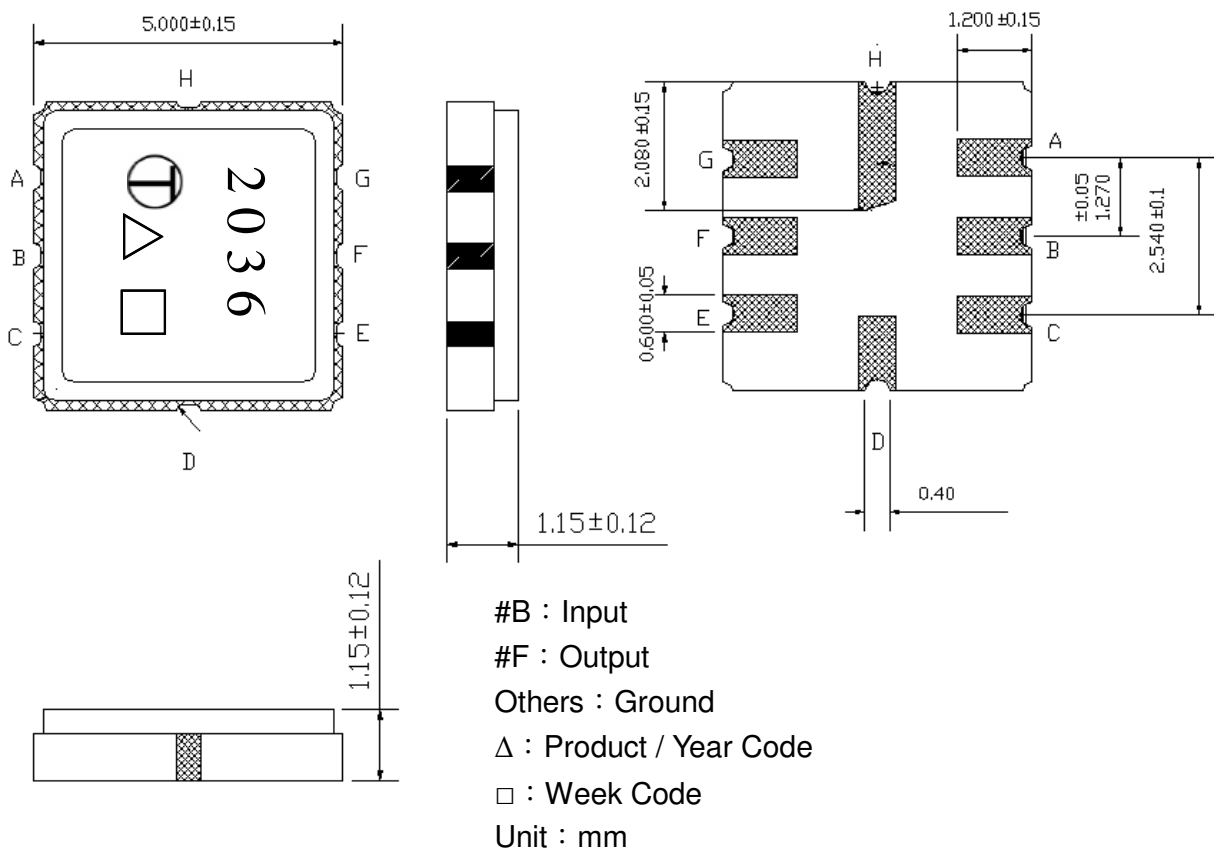 5.000±0.15
H
A
B
C
G
F
E
D
2036
T
1.15±0.12
1.15±0.12
1.200±0.15
H
2.080±0.15
G
F
E
0.600±0.05
A
B
C
±0.05
1.270
2.540±0.1
D
0.40
#B：Input
#F：Output
Others：Ground
Δ：Product / Year Code
□：Week Code
Unit：mm